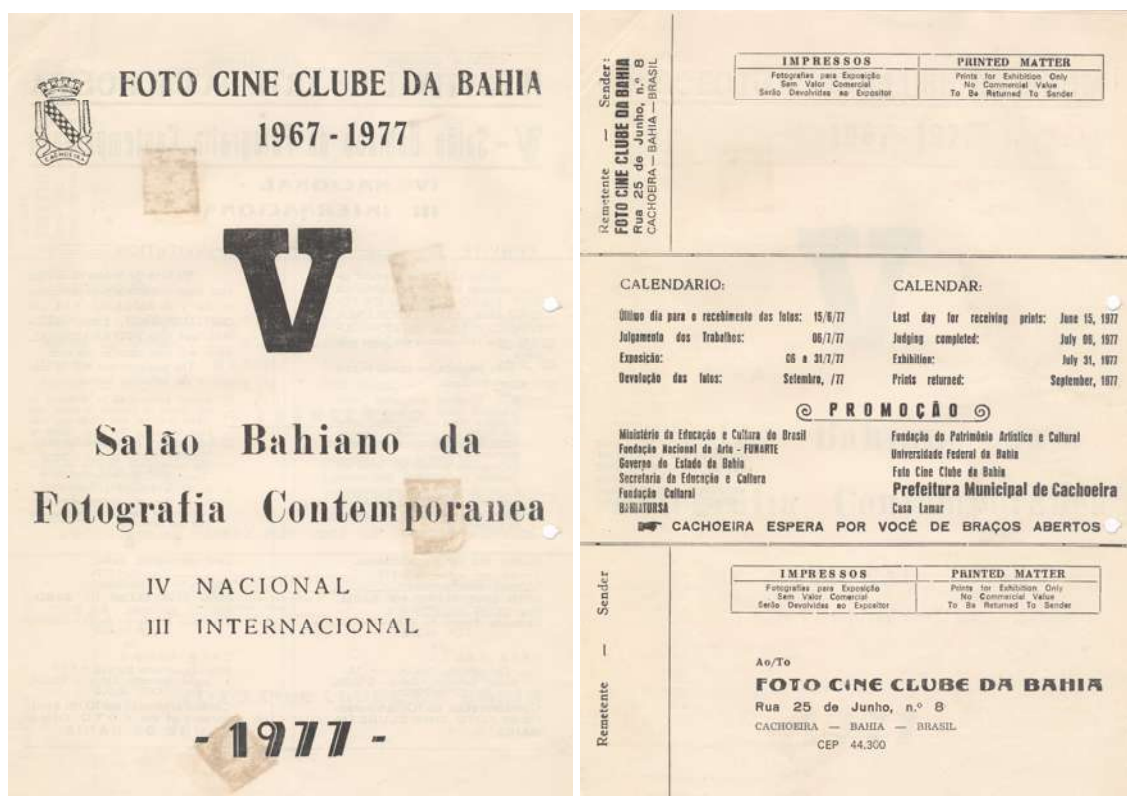 CACHOEIRA
FOTO CINE CLUBE DA BAHIA
1967 - 1977
V
Salão Bahiano da
Fotografia Contemporanea
IV NACIONAL
III INTERNACIONAL
- 1977 -
Remetente — Sender:
FOTO CINE CLUBE DA BAHIA
Rua 25 de Junho, n.º 8
CACHOEIRA — BAHIA — BRASIL
IMPRESSOS
Fotografias para Exposição
Sem Valor Comercial
Serão Devolvidas ao Expositor
PRINTED MATTER
Prints for Exhibition Only
No Commercial Value
To Be Returned To Sender
CALENDÁRIO:
Último dia para o recebimento das fotos: 15/6/77
Julgamento dos Trabalhos: 06/7/77
Exposição: 06 a 31/7/77
Devolução das fotos: Setembro, /77
CALENDAR:
Last day for receiving prints: June 15, 1977
Judging completed: July 06, 1977
Exhibition: July 31, 1977
Prints returned: September, 1977
PROMOÇÃO
Ministério da Educação e Cultura do Brasil
Fundação Nacional da Arte - FUNARTE
Governo do Estado da Bahia
Secretaria da Educação e Cultura
Fundação Cultural
BAHIATURSA
Fundação do Patrimônio Artístico e Cultural
Universidade Federal da Bahia
Foto Cine Clube da Bahia
Prefeitura Municipal de Cachoeira
Casa Lamar
CACHOEIRA ESPERA POR VOCÊ DE BRAÇOS ABERTOS
Remetente — Sender
IMPRESSOS
Fotografias para Exposição
Sem Valor Comercial
Serão Devolvidas ao Expositor
PRINTED MATTER
Prints for Exhibition Only
No Commercial Value
To Be Returned To Sender
Ao/To
FOTO CINE CLUBE DA BAHIA
Rua 25 de Junho, n.º 8
CACHOEIRA — BAHIA — BRASIL
CEP 44.300